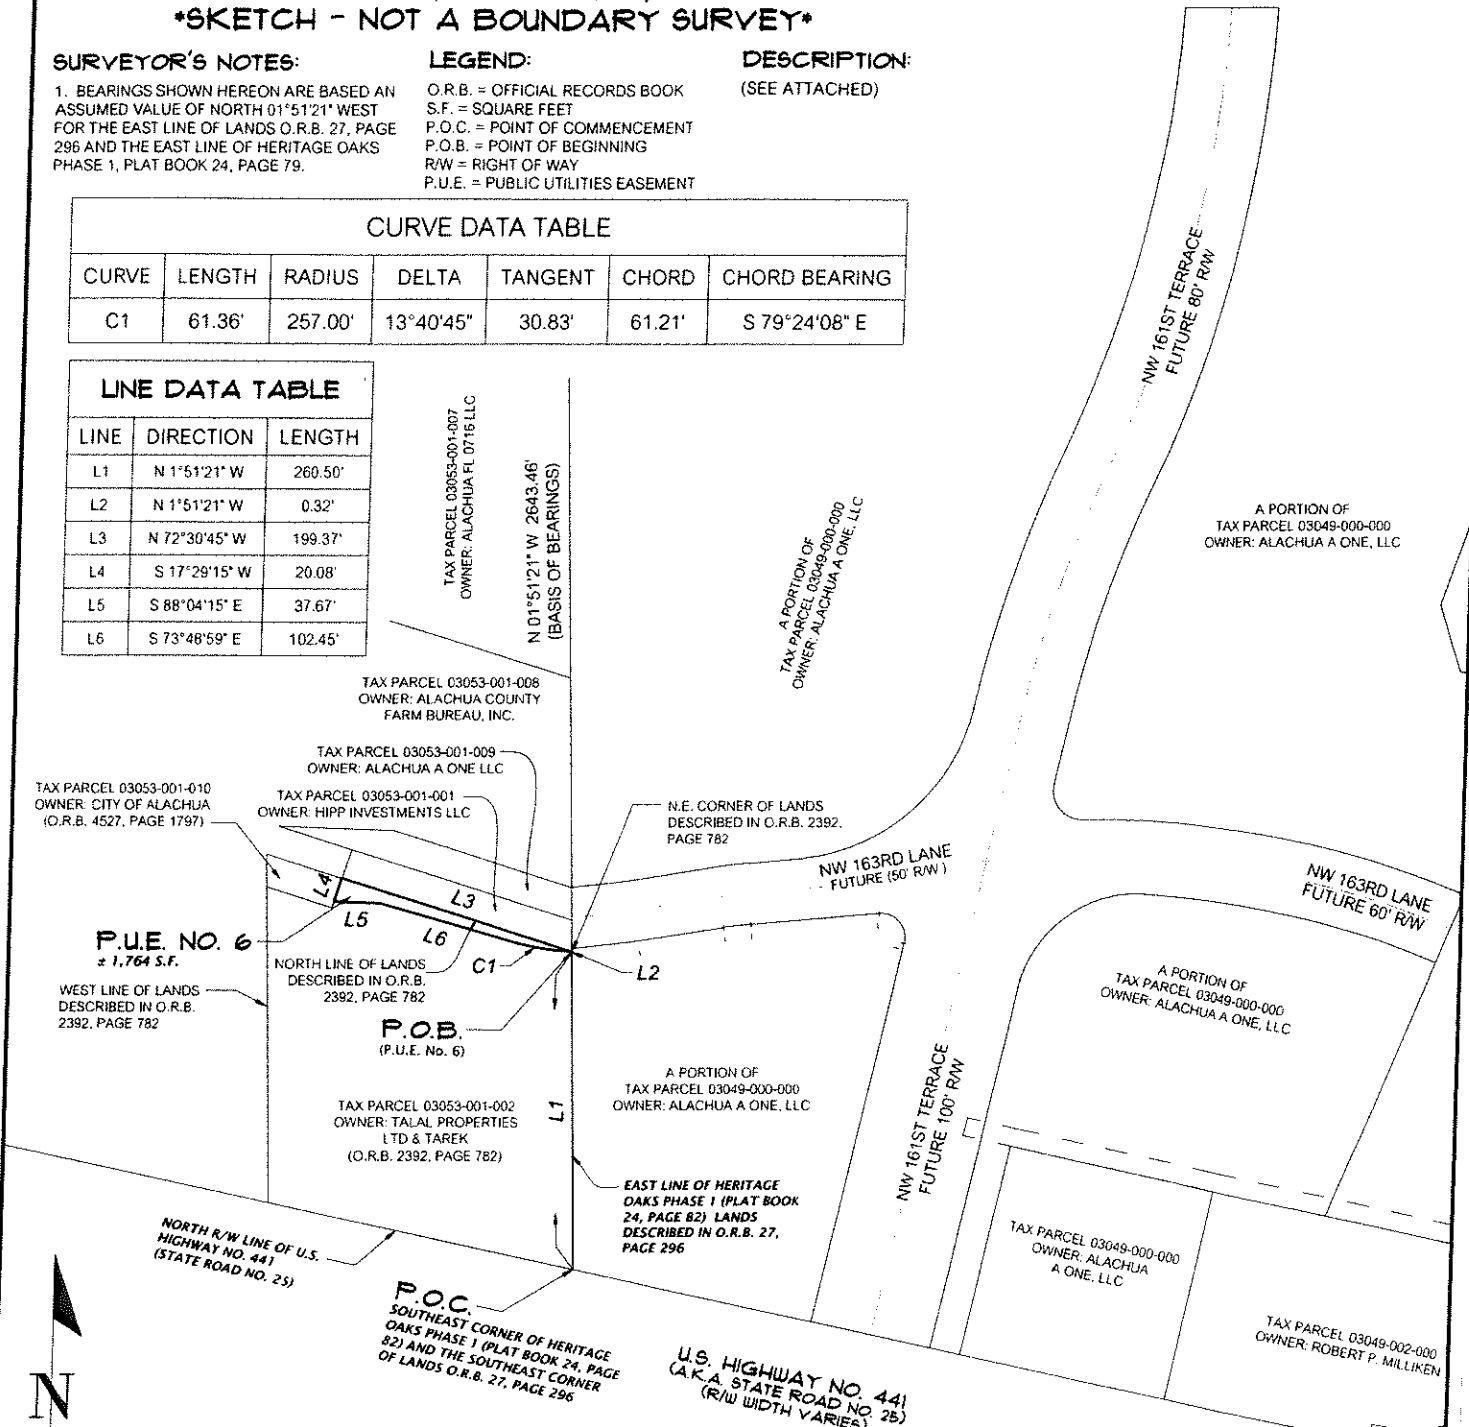 *SKETCH - NOT A BOUNDARY SURVEY*
SURVEYOR'S NOTES:
1. BEARINGS SHOWN HEREON ARE BASED AN
ASSUMED VALUE OF NORTH 01°51'21" WEST
FOR THE EAST LINE OF LANDS O.R.B. 27, PAGE
296 AND THE EAST LINE OF HERITAGE OAKS
PHASE 1, PLAT BOOK 24, PAGE 79.
LEGEND:
O.R.B. = OFFICIAL RECORDS BOOK
S.F. = SQUARE FEET
P.O.C. = POINT OF COMMENCEMENT
P.O.B. = POINT OF BEGINNING
R/W = RIGHT OF WAY
P.U.E. = PUBLIC UTILITIES EASEMENT
DESCRIPTION:
(SEE ATTACHED)
CURVE DATA TABLE
CURVE LENGTH RADIUS DELTA TANGENT CHORD CHORD BEARING
C1 61.36' 257.00' 13°40'45" 30.83' 61.21' S 79°24'08" E
LINE DATA TABLE
LINE DIRECTION LENGTH
L1 N 1°51'21" W 260.50'
L2 N 1°51'21" W 0.32'
L3 N 72°30'45" W 199.37'
L4 S 17°29'15" W 20.08'
L5 S 88°04'15" E 37.67'
L6 S 73°48'59" E 102.45'
TAX PARCEL 03053-001-007
OWNER: ALACHUA FL 0716 LLC
N 01°51'21" W 2643.46'
(BASIS OF BEARINGS)
NW 161ST TERRACE
FUTURE 80' R/W
A PORTION OF
TAX PARCEL 03049-000-000
OWNER: ALACHUA A ONE, LLC
A PORTION OF
TAX PARCEL 03049-000-000
OWNER: ALACHUA A ONE, LLC
TAX PARCEL 03053-001-008
OWNER: ALACHUA COUNTY
FARM BUREAU, INC.
TAX PARCEL 03053-001-009
OWNER: ALACHUA A ONE LLC
TAX PARCEL 03053-001-010
OWNER: CITY OF ALACHUA
(O.R.B. 4527, PAGE 1797)
TAX PARCEL 03053-001-001
OWNER: HIPP INVESTMENTS LLC
N.E. CORNER OF LANDS
DESCRIBED IN O.R.B. 2392,
PAGE 782
NW 163RD LANE
FUTURE (50' R/W)
NW 163RD LANE
FUTURE 60' R/W
L4
L3
L5
L6
C1
L2
P.U.E. NO. 6
± 1,764 S.F.
NORTH LINE OF LANDS
DESCRIBED IN O.R.B.
2392, PAGE 782
WEST LINE OF LANDS
DESCRIBED IN O.R.B.
2392, PAGE 782
P.O.B.
(P.U.E. No. 6)
A PORTION OF
TAX PARCEL 03049-000-000
OWNER: ALACHUA A ONE, LLC
A PORTION OF
TAX PARCEL 03049-000-000
OWNER: ALACHUA A ONE, LLC
TAX PARCEL 03053-001-002
OWNER: TALAL PROPERTIES
LTD & TAREK
(O.R.B. 2392, PAGE 782)
L1
NW 161ST TERRACE
FUTURE 100' R/W
EAST LINE OF HERITAGE
OAKS PHASE 1 (PLAT BOOK
24, PAGE 82) LANDS
DESCRIBED IN O.R.B. 27,
PAGE 296
NORTH R/W LINE OF U.S.
HIGHWAY NO. 441
(STATE ROAD NO. 25)
TAX PARCEL 03049-000-000
OWNER: ALACHUA
A ONE, LLC
P.O.C.
SOUTHEAST CORNER OF HERITAGE
OAKS PHASE 1 (PLAT BOOK 24, PAGE
82) AND THE SOUTHEAST CORNER
OF LANDS O.R.B. 27, PAGE 296
TAX PARCEL 03049-002-000
OWNER: ROBERT P. MILLIKEN
U.S. HIGHWAY NO. 441
(A.K.A. STATE ROAD NO. 25)
(R/W WIDTH VARIES)
N